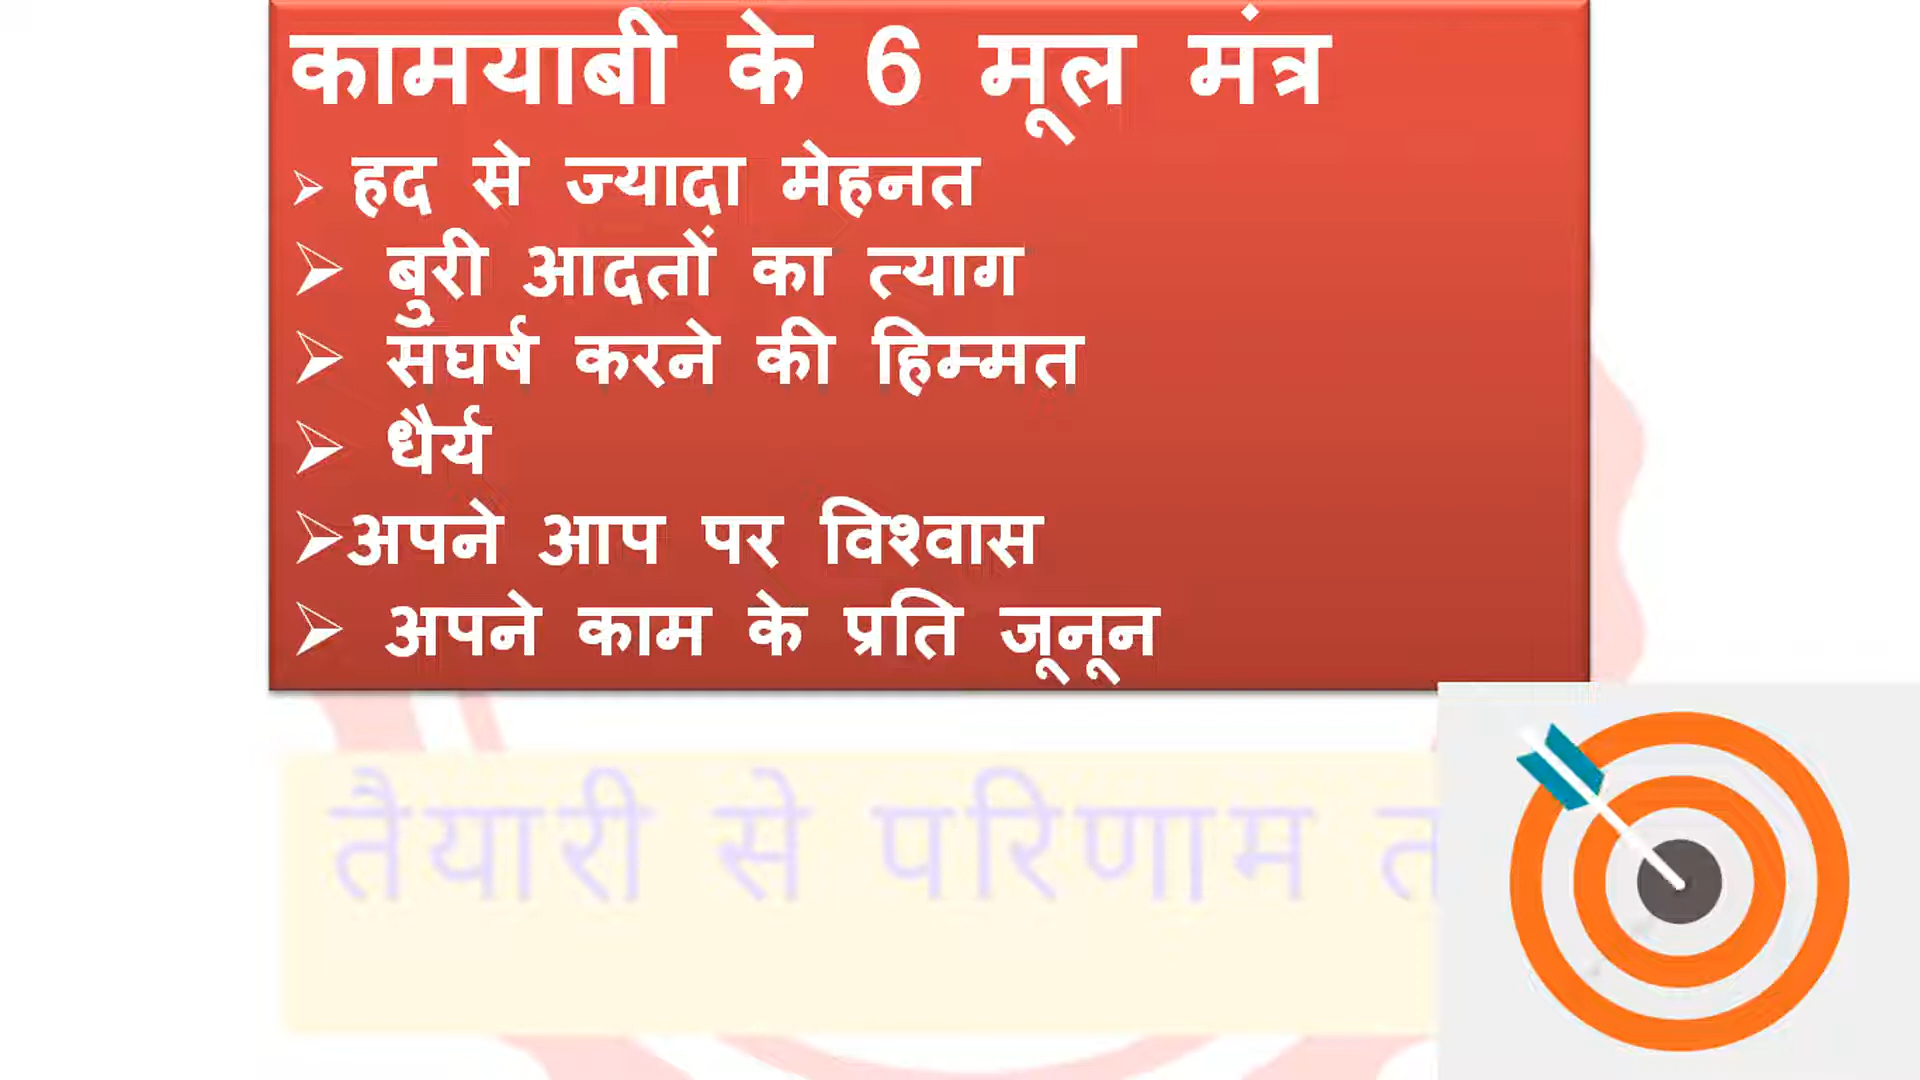 कामयाबी के 6 मूल मंत्र
हद से ज्यादा मेहनत
बुरी आदतों का त्याग
संघर्ष करने की हिम्मत
धैर्य
अपने आप पर विश्वास
अपने काम के प्रति जूनून
तैयारी से परिणाम